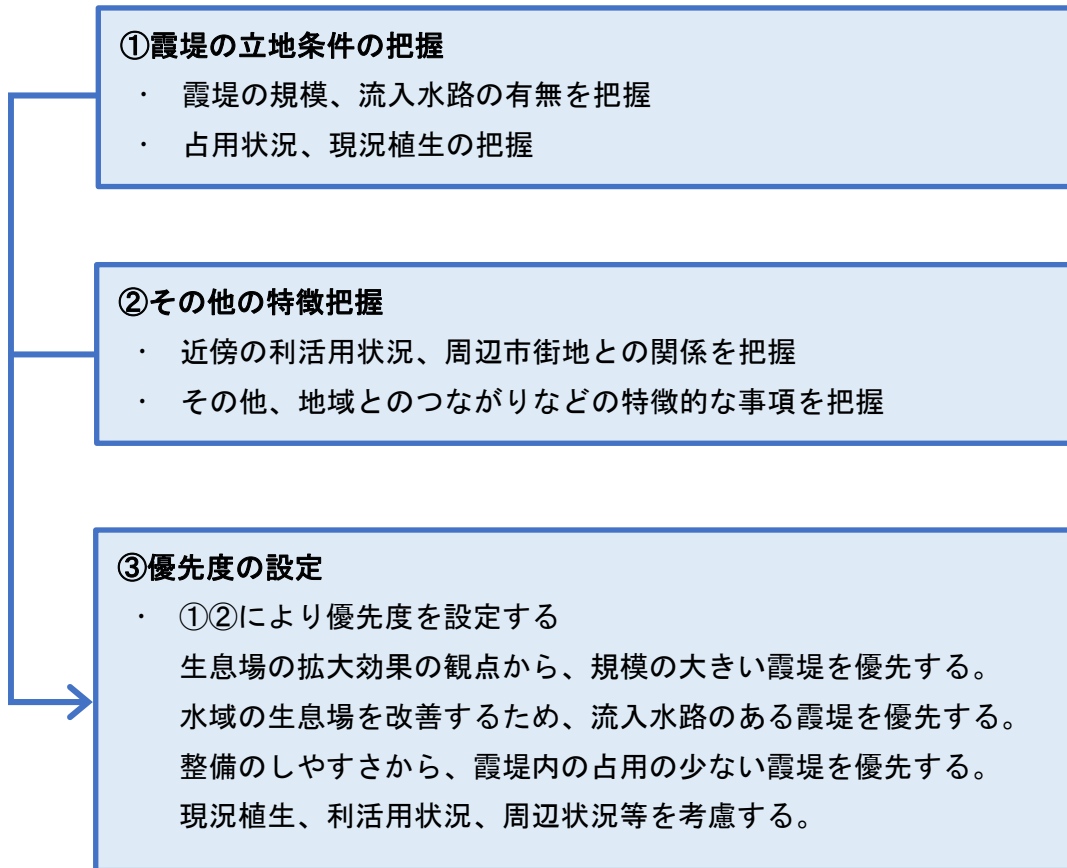 ①霞堤の立地条件の把握
・ 霞堤の規模、流入水路の有無を把握
・ 占用状況、現況植生の把握
②その他の特徴把握
・ 近傍の利活用状況、周辺市街地との関係を把握
・ その他、地域とのつながりなどの特徴的な事項を把握
③優先度の設定
・ ①②により優先度を設定する
生息場の拡大効果の観点から、規模の大きい霞堤を優先する。
水域の生息場を改善するため、流入水路のある霞堤を優先する。
整備のしやすさから、霞堤内の占用の少ない霞堤を優先する。
現況植生、利活用状況、周辺状況等を考慮する。